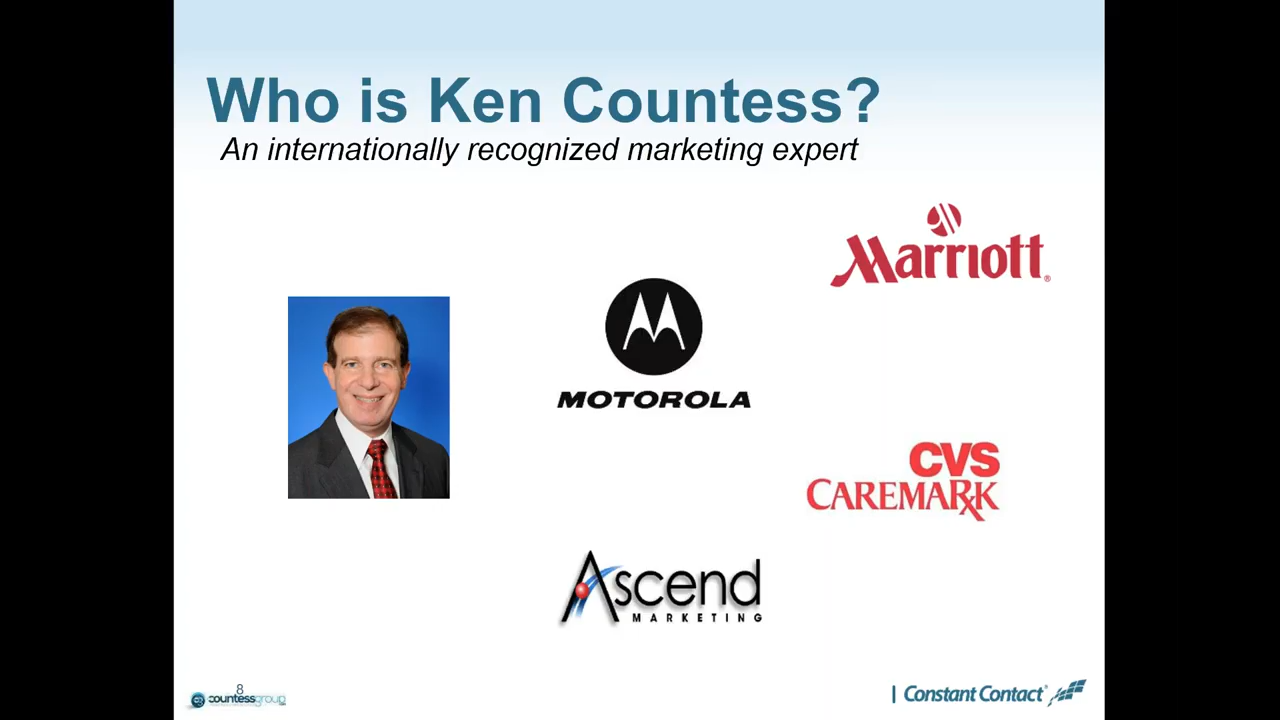 Who is Ken Countess?
An internationally recognized marketing expert
Marriott®
MOTOROLA
CVS
CAREMARK
Ascend
MARKETING
8
countessgroup
| Constant Contact®